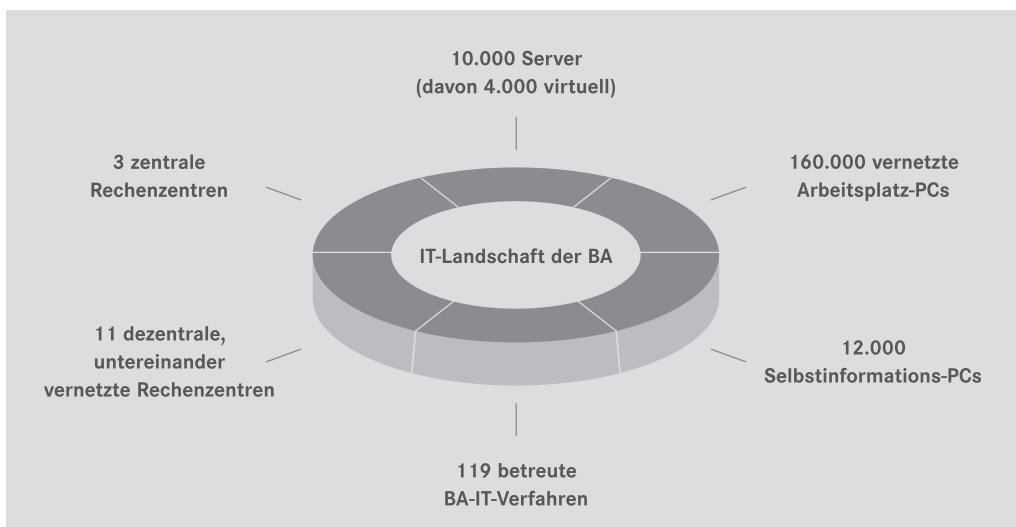 10.000 Server
(davon 4.000 virtuell)
3 zentrale
Rechenzentren
160.000 vernetzte
Arbeitsplatz-PCs
IT-Landschaft der BA
11 dezentrale,
untereinander
vernetzte Rechenzentren
12.000
Selbstinformations-PCs
119 betreute
BA-IT-Verfahren